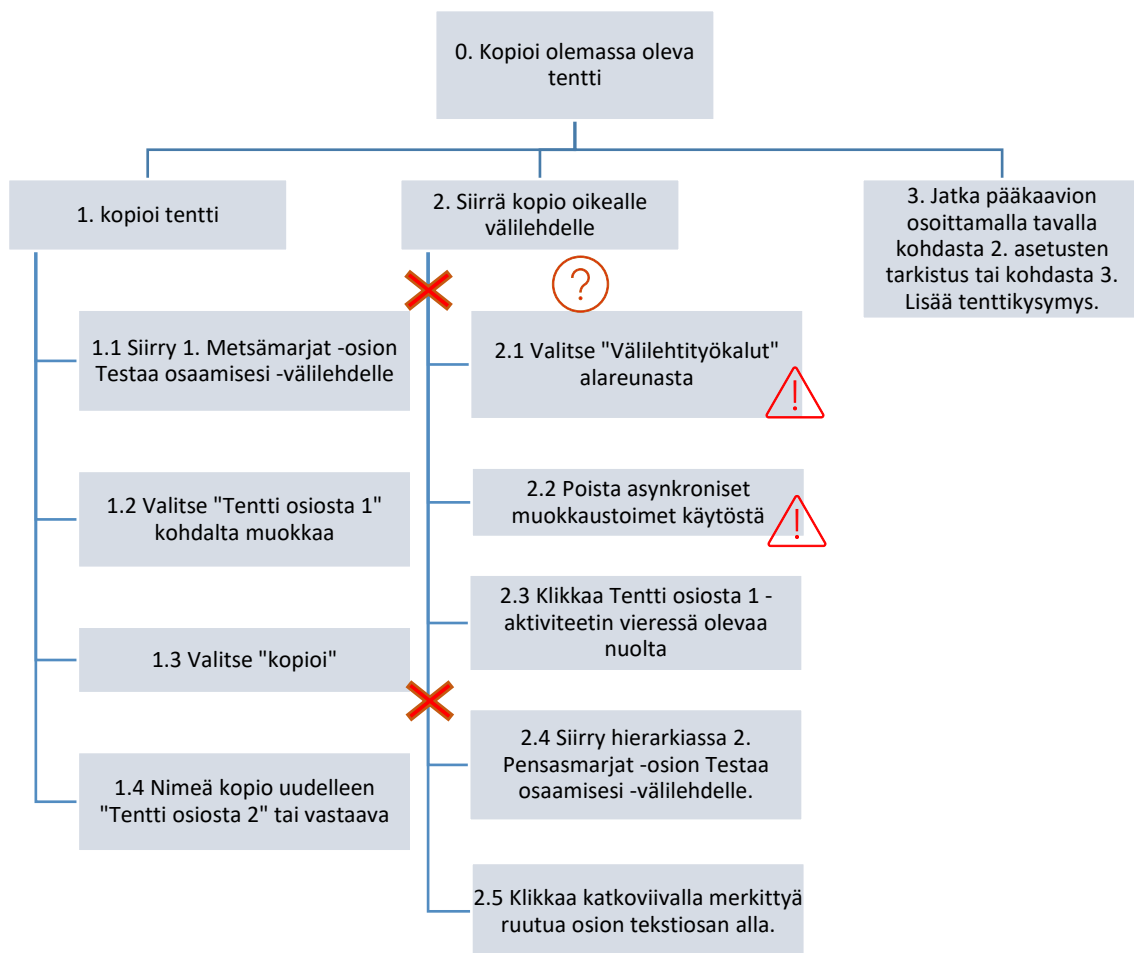 0. Kopioi olemassa oleva
tentti
1. kopioi tentti
1.1 Siirry 1. Metsämarjat -osion
Testaa osaamisesi -välilehdelle
1.2 Valitse "Tentti osiosta 1"
kohdalta muokkaa
1.3 Valitse "kopioi"
1.4 Nimeä kopio uudelleen
"Tentti osiosta 2" tai vastaava
2. Siirrä kopio oikealle
välilehdelle
?
2.1 Valitse "Välilehtityökalut"
alareunasta
!
2.2 Poista asynkroniset
muokkaustoimet käytöstä
!
2.3 Klikkaa Tentti osiosta 1 -
aktiviteetin vieressä olevaa
nuolta
2.4 Siirry hierarkiassa 2.
Pensasmarjat -osion Testaa
osaamisesi -välilehdelle.
2.5 Klikkaa katkoviivalla merkittyä
ruutua osion tekstiosan alla.
3. Jatka pääkaavion
osoittamalla tavalla
kohdasta 2. asetusten
tarkistus tai kohdasta 3.
Lisää tenttikysymys.